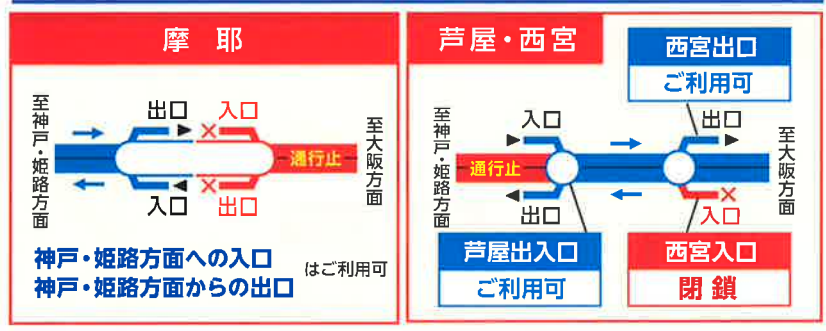 摩耶
至神戸・姫路方面
出口
入口
通行止
至大阪方面
入口
出口
神戸・姫路方面への入口
神戸・姫路方面からの出口
はご利用可
芦屋・西宮
西宮出口
ご利用可
至神戸・姫路方面
入口
出口
通行止
至大阪方面
出口
入口
芦屋出入口
ご利用可
西宮入口
閉鎖